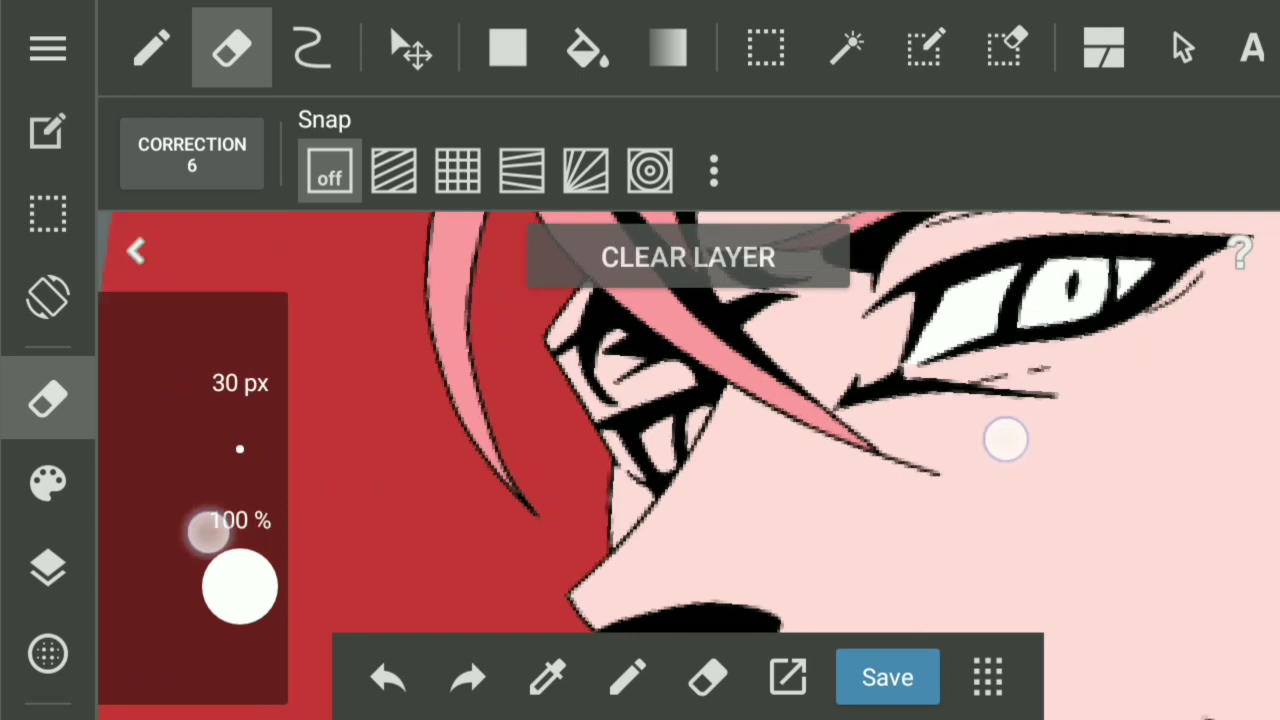 A
CORRECTION
6
Snap
off
CLEAR LAYER
?
30 px
100 %
Save